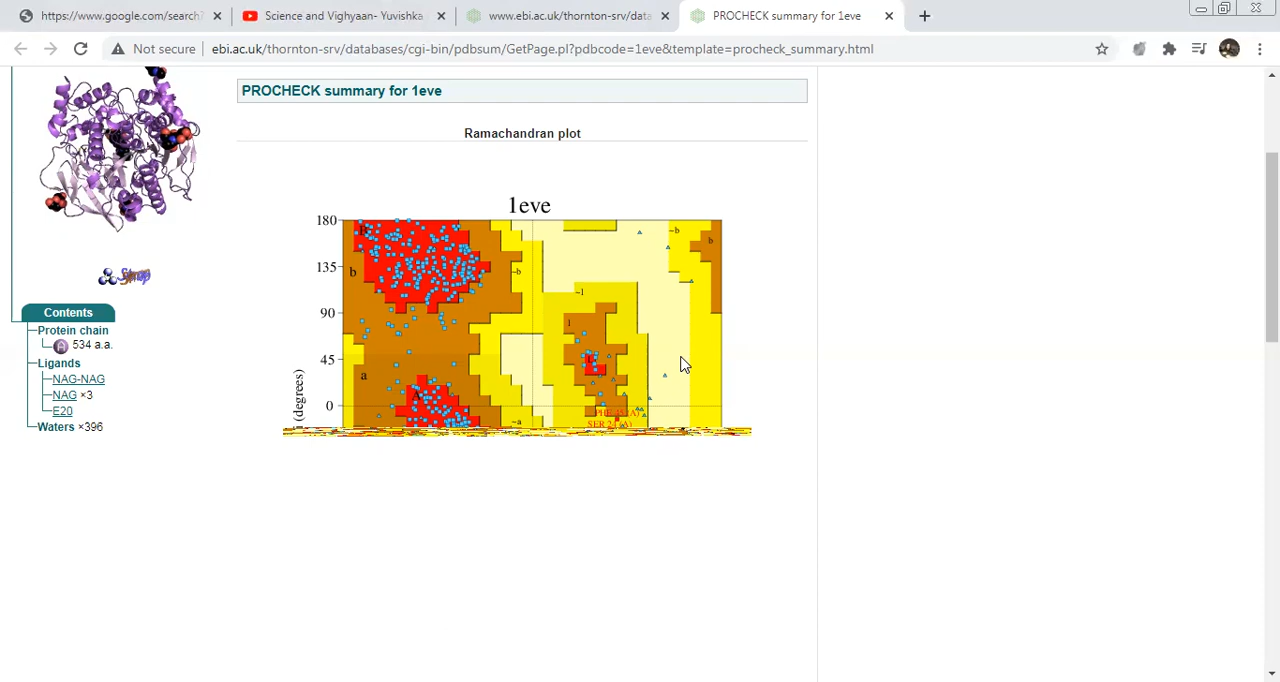 https://www.google.com/search?
Science and Vighyaan- Yuvishka
www.ebi.ac.uk/thornton-srv/data
PROCHECK summary for 1eve
Not secure
ebi.ac.uk/thornton-srv/databases/cgi-bin/pdbsum/GetPage.pl?pdbcode=1eve&template=procheck_summary.html
PROCHECK summary for 1eve
Ramachandran plot
1eve
180
135
90
45
0
(degrees)
B
b
a
A
~b
~a
~l
l
L
~b
b
Contents
Protein chain
A 534 a.a.
Ligands
NAG-NAG
NAG ×3
E20
Waters ×396